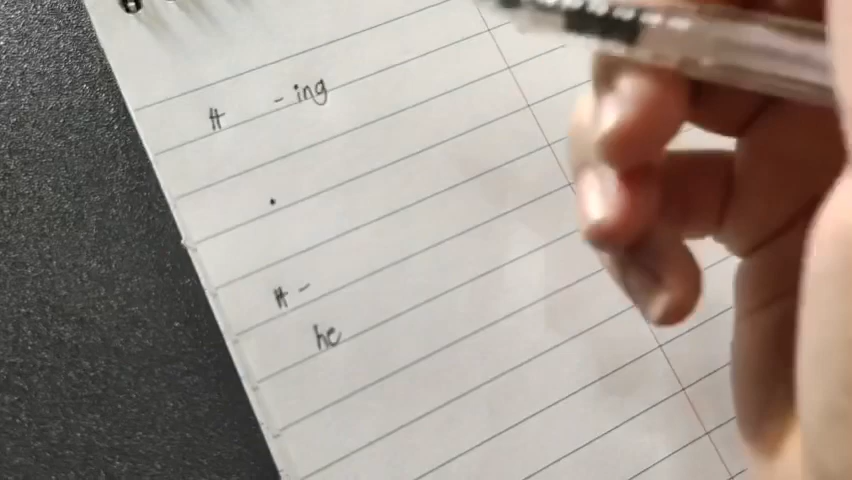 # -ing
.
# -
he